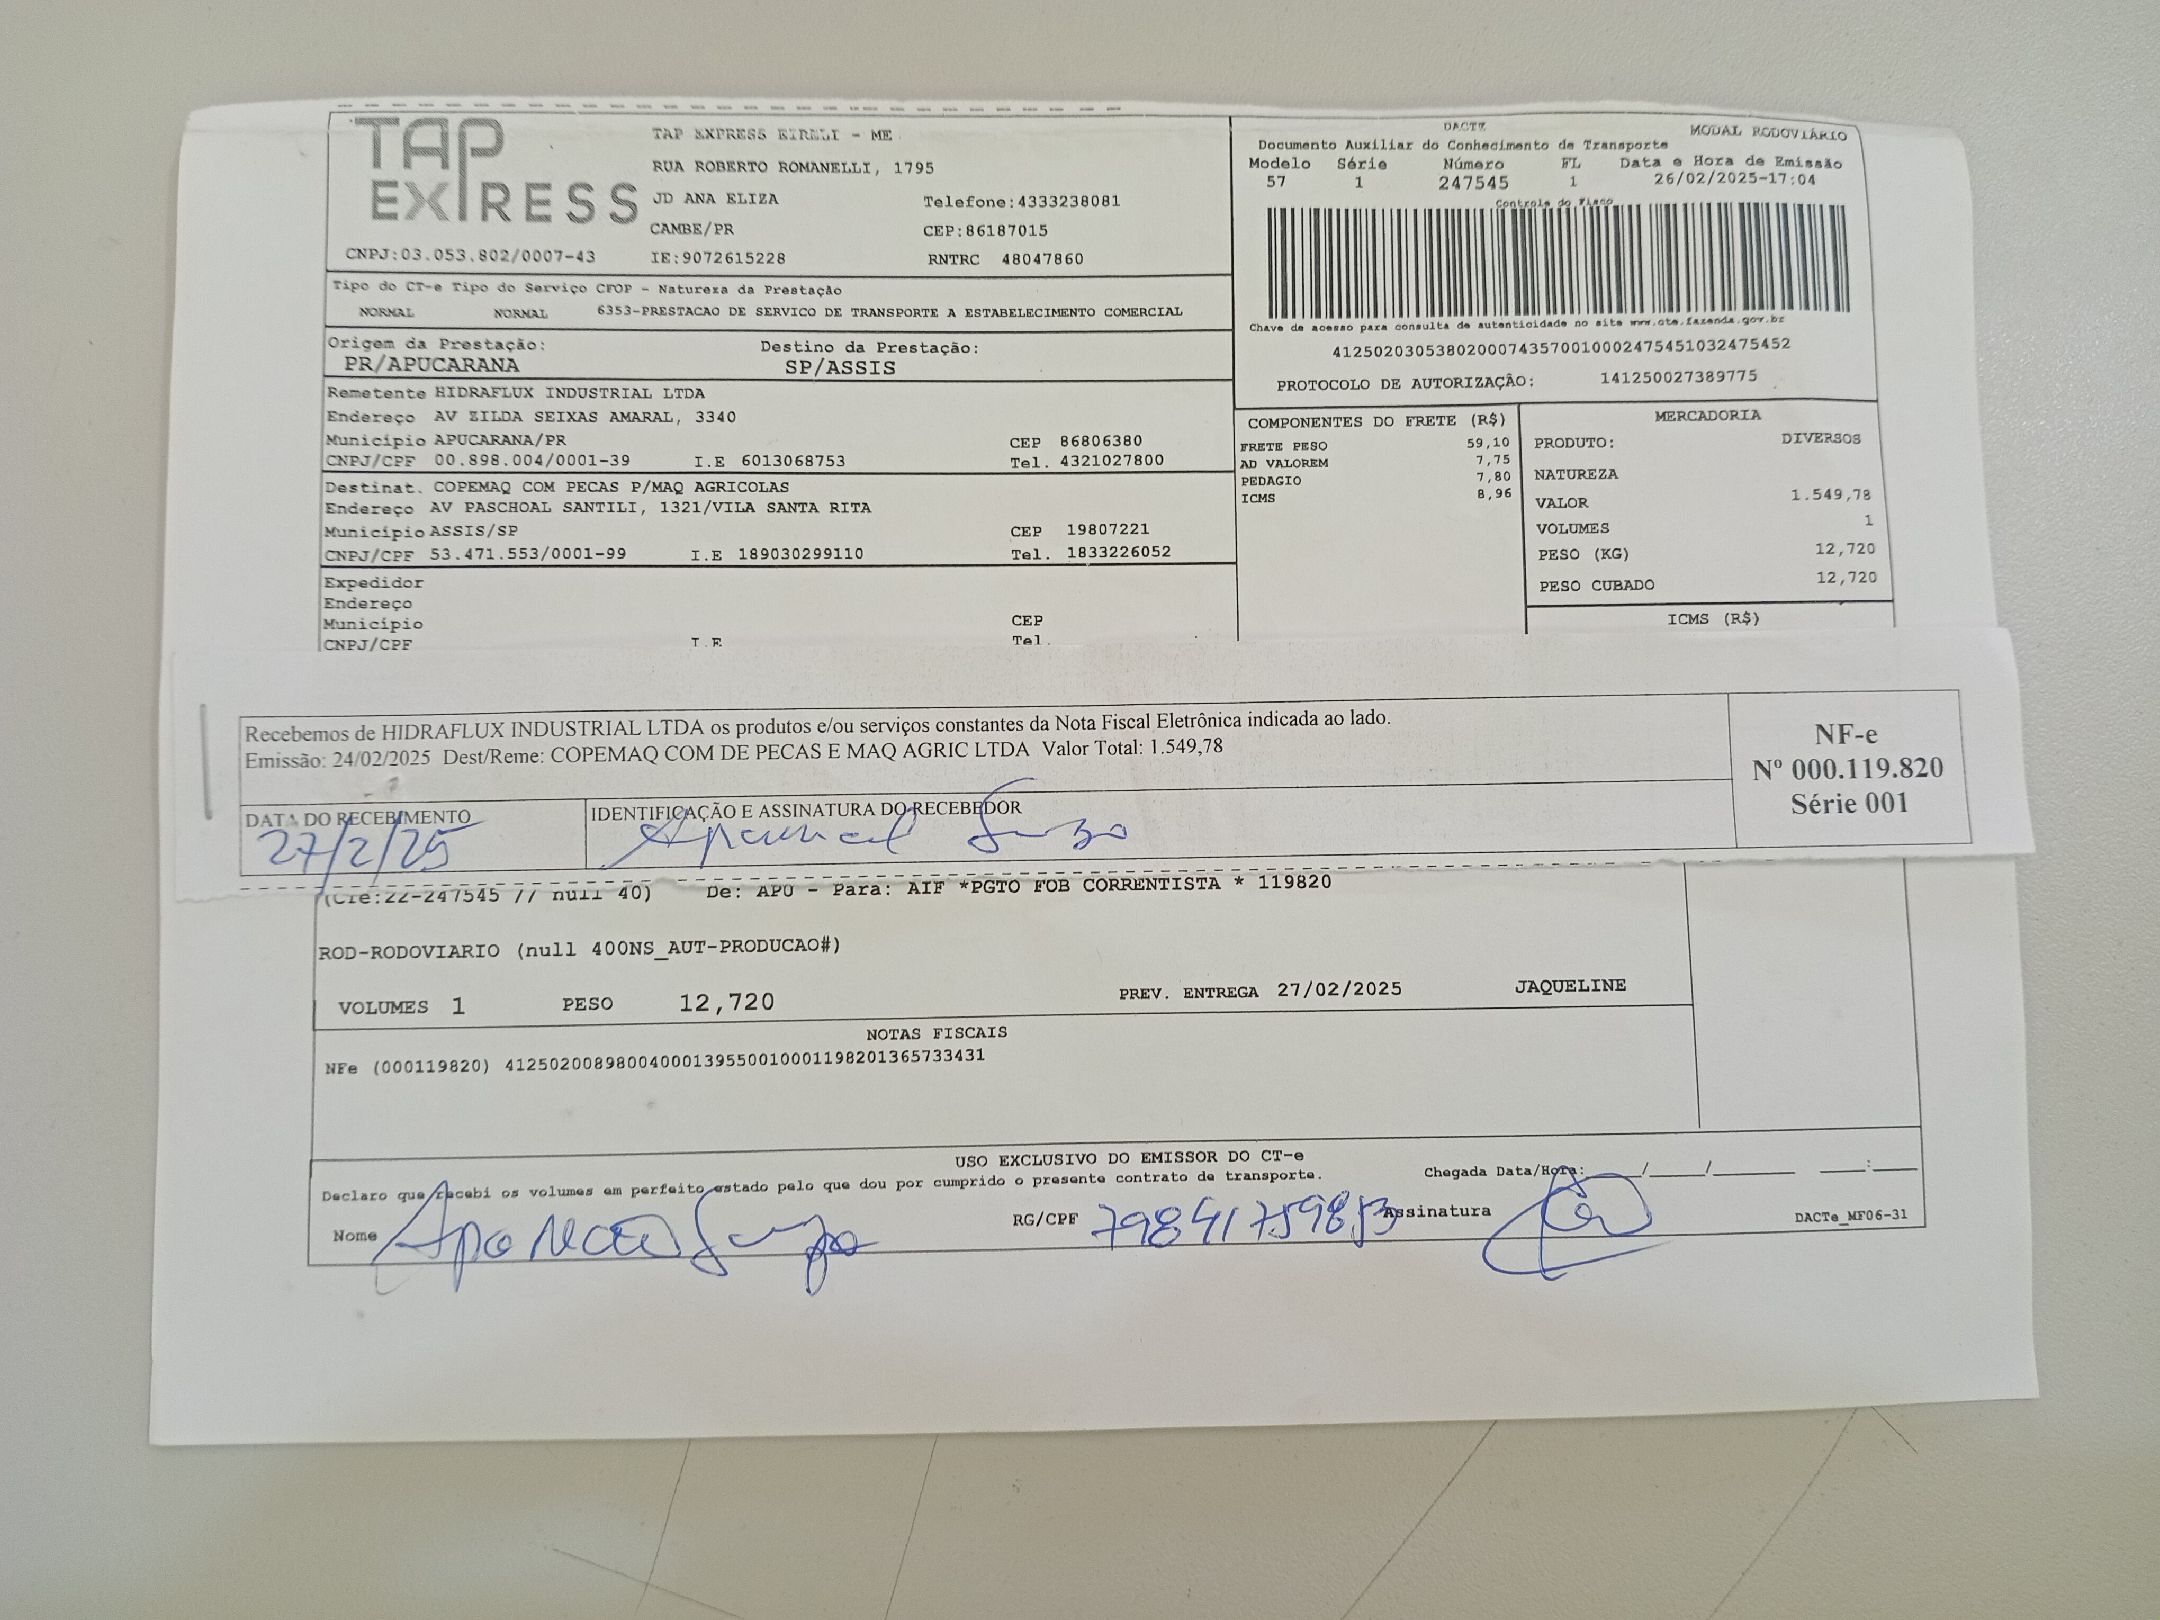 TAP EXPRESS
TAP EXPRESS EIRELI - ME
RUA ROBERTO ROMANELLI, 1795
JD ANA ELIZA Telefone:4333238081
CAMBE/PR CEP:86187015
CNPJ:03.053.802/0007-43 IE:9072615228 RNTRC 48047860
DACTE MODAL RODOVIÁRIO
Documento Auxiliar do Conhecimento de Transporte
Modelo Série Número FL Data e Hora de Emissão
57 1 247545 1 26/02/2025-17:04
Controle do Fisco
Chave de acesso para consulta de autenticidade no site www.cte.fazenda.gov.br
41250203053802000743570010002475451032475452
PROTOCOLO DE AUTORIZAÇÃO: 141250027389775
Tipo do CT-e Tipo do Serviço CFOP - Natureza da Prestação
NORMAL NORMAL 6353-PRESTACAO DE SERVICO DE TRANSPORTE A ESTABELECIMENTO COMERCIAL
Origem da Prestação: Destino da Prestação:
PR/APUCARANA SP/ASSIS
Remetente HIDRAFLUX INDUSTRIAL LTDA
Endereço AV ZILDA SEIXAS AMARAL, 3340
Município APUCARANA/PR CEP 86806380
CNPJ/CPF 00.898.004/0001-39 I.E 6013068753 Tel. 4321027800
Destinat. COPEMAQ COM PECAS P/MAQ AGRICOLAS
Endereço AV PASCHOAL SANTILI, 1321/VILA SANTA RITA
Município ASSIS/SP CEP 19807221
CNPJ/CPF 53.471.553/0001-99 I.E 189030299110 Tel. 1833226052
Expedidor
Endereço
Município CEP
CNPJ/CPF I.E Tel.
COMPONENTES DO FRETE (R$)
FRETE PESO 59,10
AD VALOREM 7,75
PEDAGIO 7,80
ICMS 8,96
MERCADORIA
PRODUTO: DIVERSOS
NATUREZA
VALOR 1.549,78
VOLUMES 1
PESO (KG) 12,720
PESO CUBADO 12,720
ICMS (R$)
Recebemos de HIDRAFLUX INDUSTRIAL LTDA os produtos e/ou serviços constantes da Nota Fiscal Eletrônica indicada ao lado.
Emissão: 24/02/2025 Dest/Reme: COPEMAQ COM DE PECAS E MAQ AGRIC LTDA Valor Total: 1.549,78
NF-e
Nº 000.119.820
Série 001
DATA DO RECEBIMENTO IDENTIFICAÇÃO E ASSINATURA DO RECEBEDOR
27/2/25
(Cte:22-247545 // null 40) De: APU - Para: AIF *PGTO FOB CORRENTISTA * 119820
ROD-RODOVIARIO (null 400NS_AUT-PRODUCAO#)
VOLUMES 1 PESO 12,720 PREV. ENTREGA 27/02/2025 JAQUELINE
NOTAS FISCAIS
NFe (000119820) 41250200898004000139550010001198201365733431
USO EXCLUSIVO DO EMISSOR DO CT-e
Declaro que recebi os volumes em perfeito estado pelo que dou por cumprido o presente contrato de transporte. Chegada Data/Hora: ___/___/___ ___:___
Nome RG/CPF Assinatura DACTe_MF06-31